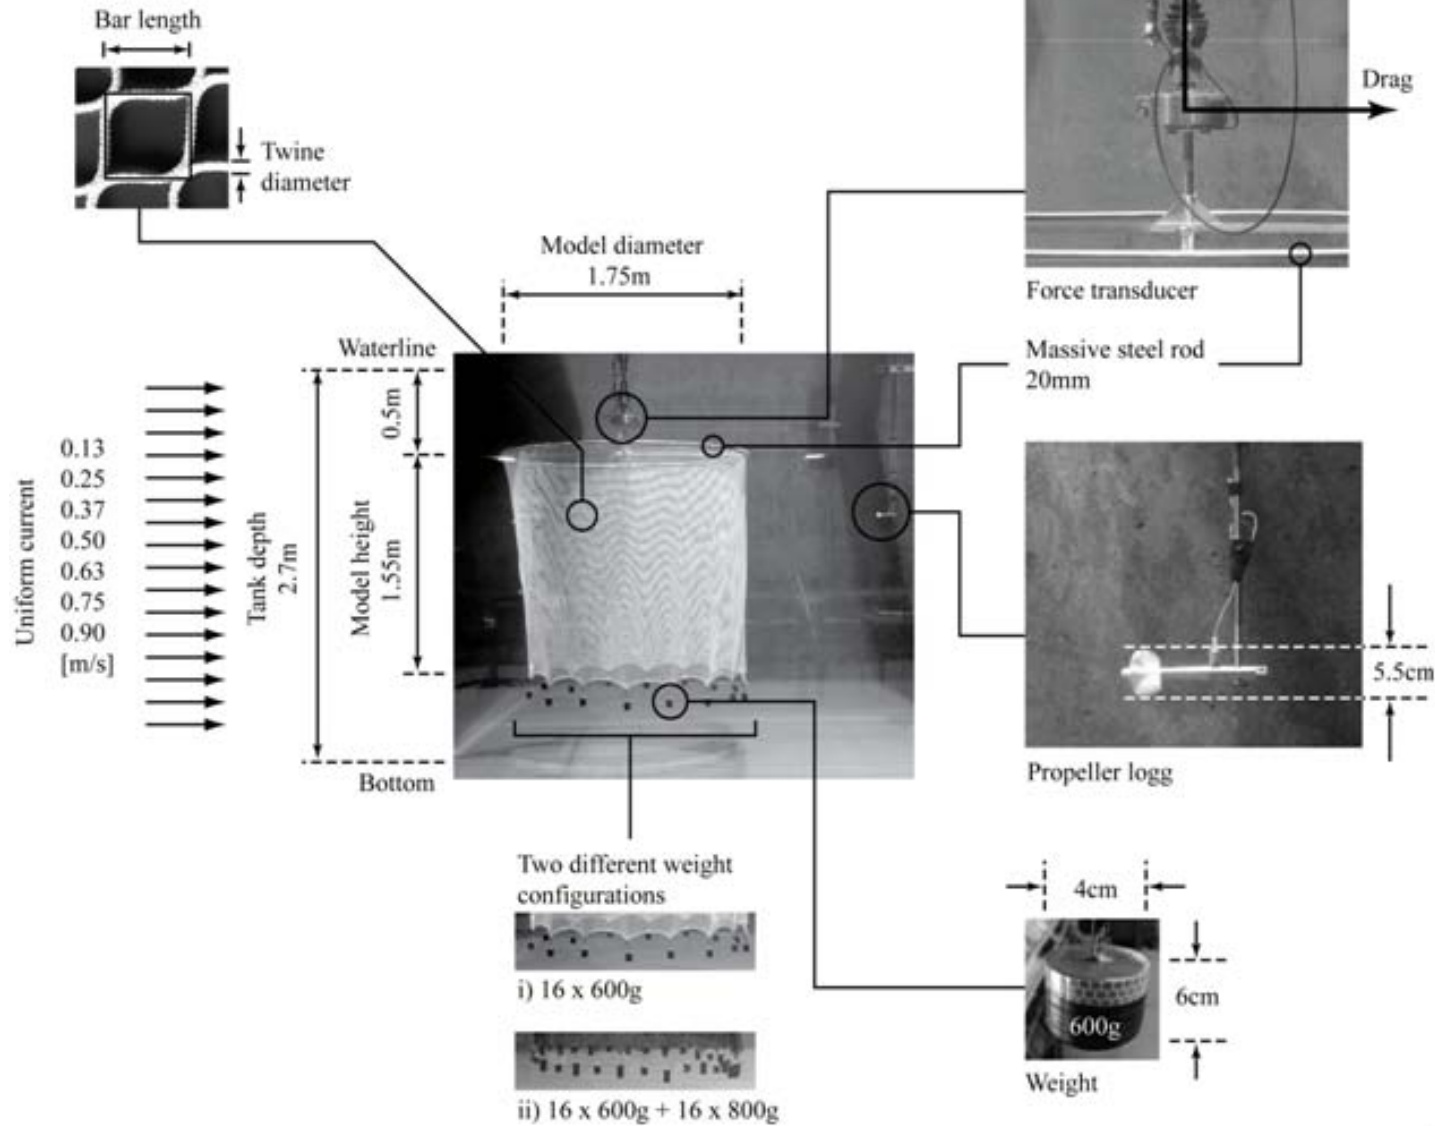 Bar length
Twine
diameter
Drag
Force transducer
Model diameter
1.75m
Massive steel rod
20mm
Waterline
0.5m
Model height
1.55m
Tank depth
2.7m
Uniform current
0.13
0.25
0.37
0.50
0.63
0.75
0.90
[m/s]
Bottom
5.5cm
Propeller logg
Two different weight
configurations
i) 16 x 600g
ii) 16 x 600g + 16 x 800g
4cm
6cm
600g
Weight